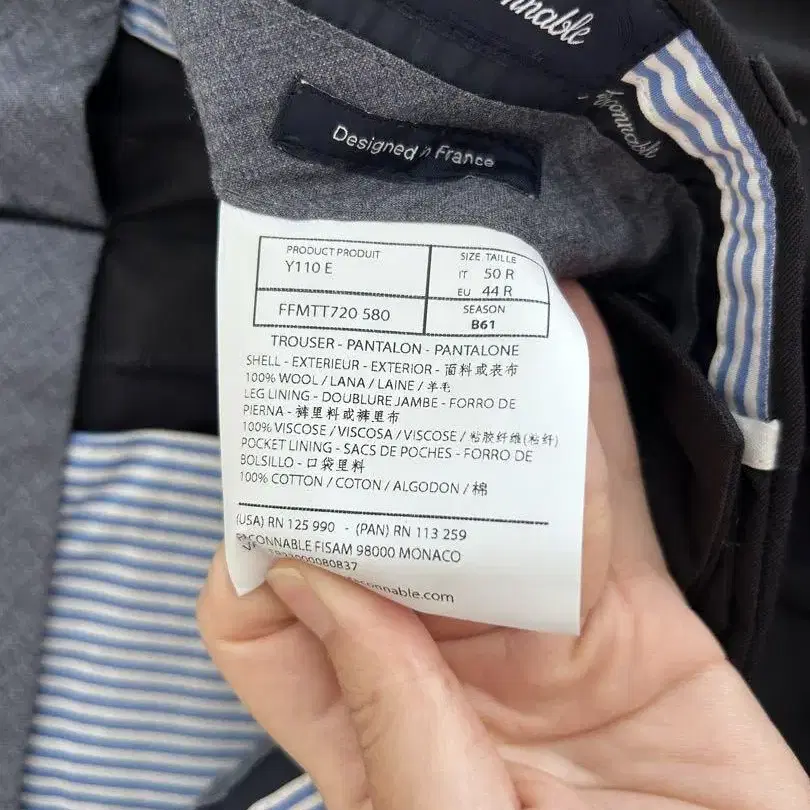 Designed in France
PRODUCT PRODUIT
Y110 E
SIZE TAILLE
IT 50 R
EU 44 R
FFMTT720 580
SEASON
B61
TROUSER - PANTALON - PANTALONE
SHELL - EXTERIEUR - EXTERIOR - 面料或表布
100% WOOL / LANA / LAINE / 羊毛
LEG LINING - DOUBLURE JAMBE - FORRO DE
PIERNA - 裤里料或裤里布
100% VISCOSE / VISCOSA / VISCOSE / 粘胶纤维(粘纤)
POCKET LINING - SACS DE POCHES - FORRO DE
BOLSILLO - 口袋里料
100% COTTON / COTON / ALGODON / 棉
(USA) RN 125 990 - (PAN) RN 113 259
FACONNABLE FISAM 98000 MONACO